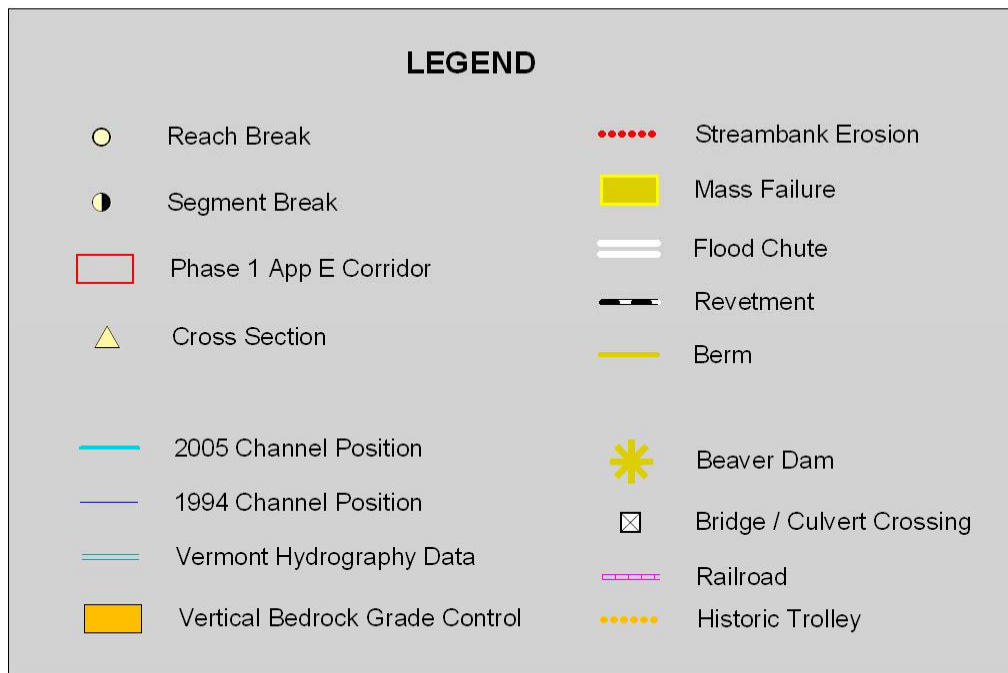 LEGEND
Reach Break
Segment Break
Phase 1 App E Corridor
Cross Section
2005 Channel Position
1994 Channel Position
Vermont Hydrography Data
Vertical Bedrock Grade Control
Streambank Erosion
Mass Failure
Flood Chute
Revetment
Berm
Beaver Dam
Bridge / Culvert Crossing
Railroad
Historic Trolley